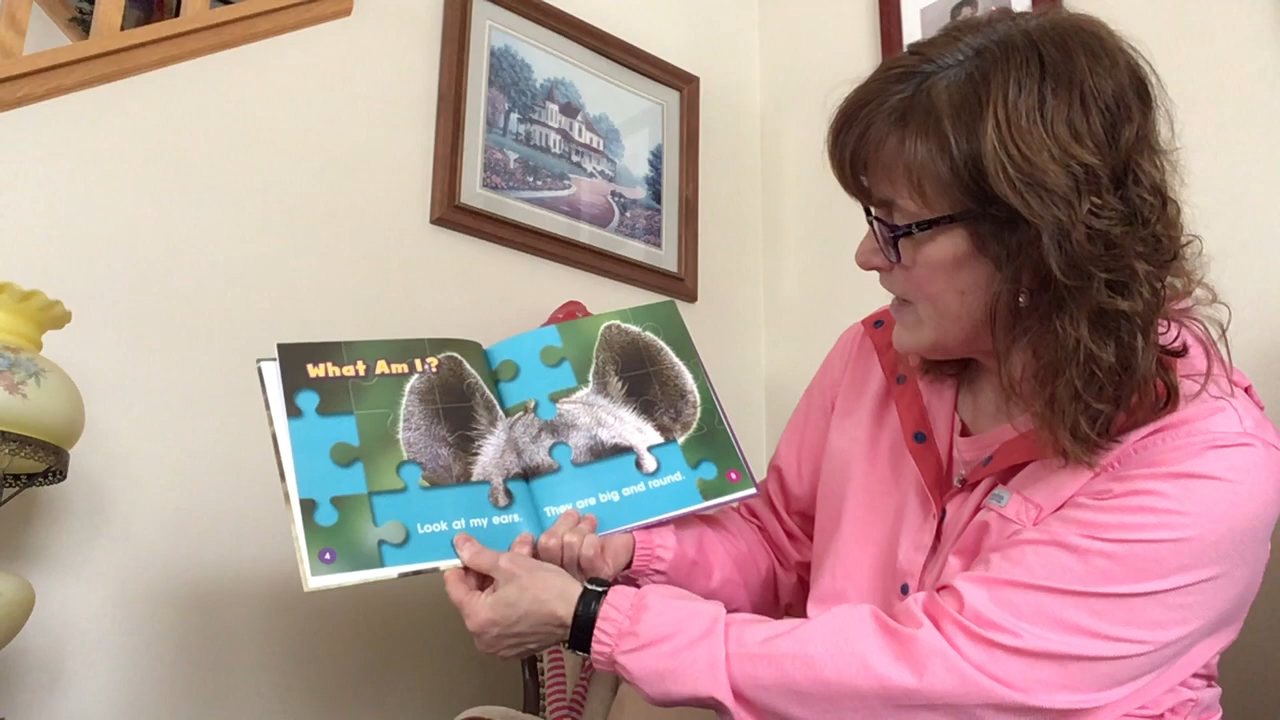 What Am I?
Look at my ears.
They are big and round.
4
5